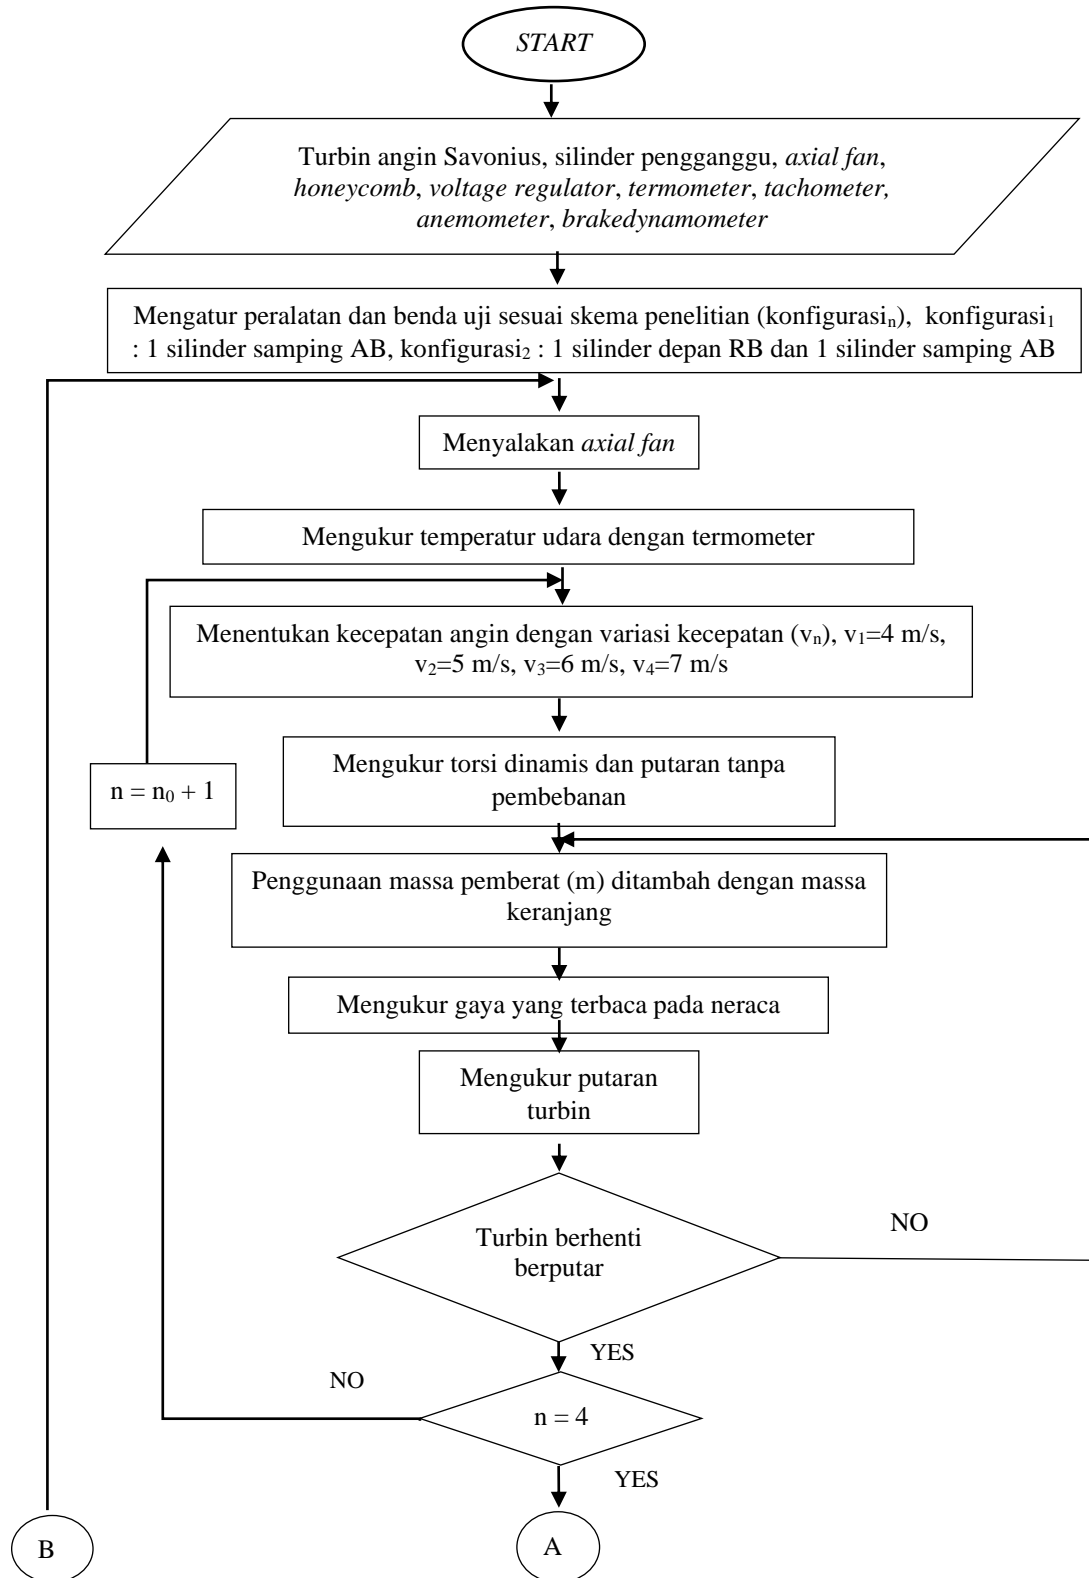 START
Turbin angin Savonius, silinder pengganggu, axial fan,
honeycomb, voltage regulator, termometer, tachometer,
anemometer, brakedynamometer
Mengatur peralatan dan benda uji sesuai skema penelitian (konfigurasiₙ), konfigurasi₁
: 1 silinder samping AB, konfigurasi₂ : 1 silinder depan RB dan 1 silinder samping AB
Menyalakan axial fan
Mengukur temperatur udara dengan termometer
Menentukan kecepatan angin dengan variasi kecepatan (vₙ), v₁=4 m/s,
v₂=5 m/s, v₃=6 m/s, v₄=7 m/s
Mengukur torsi dinamis dan putaran tanpa
pembebanan
n = n₀ + 1
Penggunaan massa pemberat (m) ditambah dengan massa
keranjang
Mengukur gaya yang terbaca pada neraca
Mengukur putaran
turbin
Turbin berhenti
berputar
NO
YES
NO
n = 4
YES
B
A